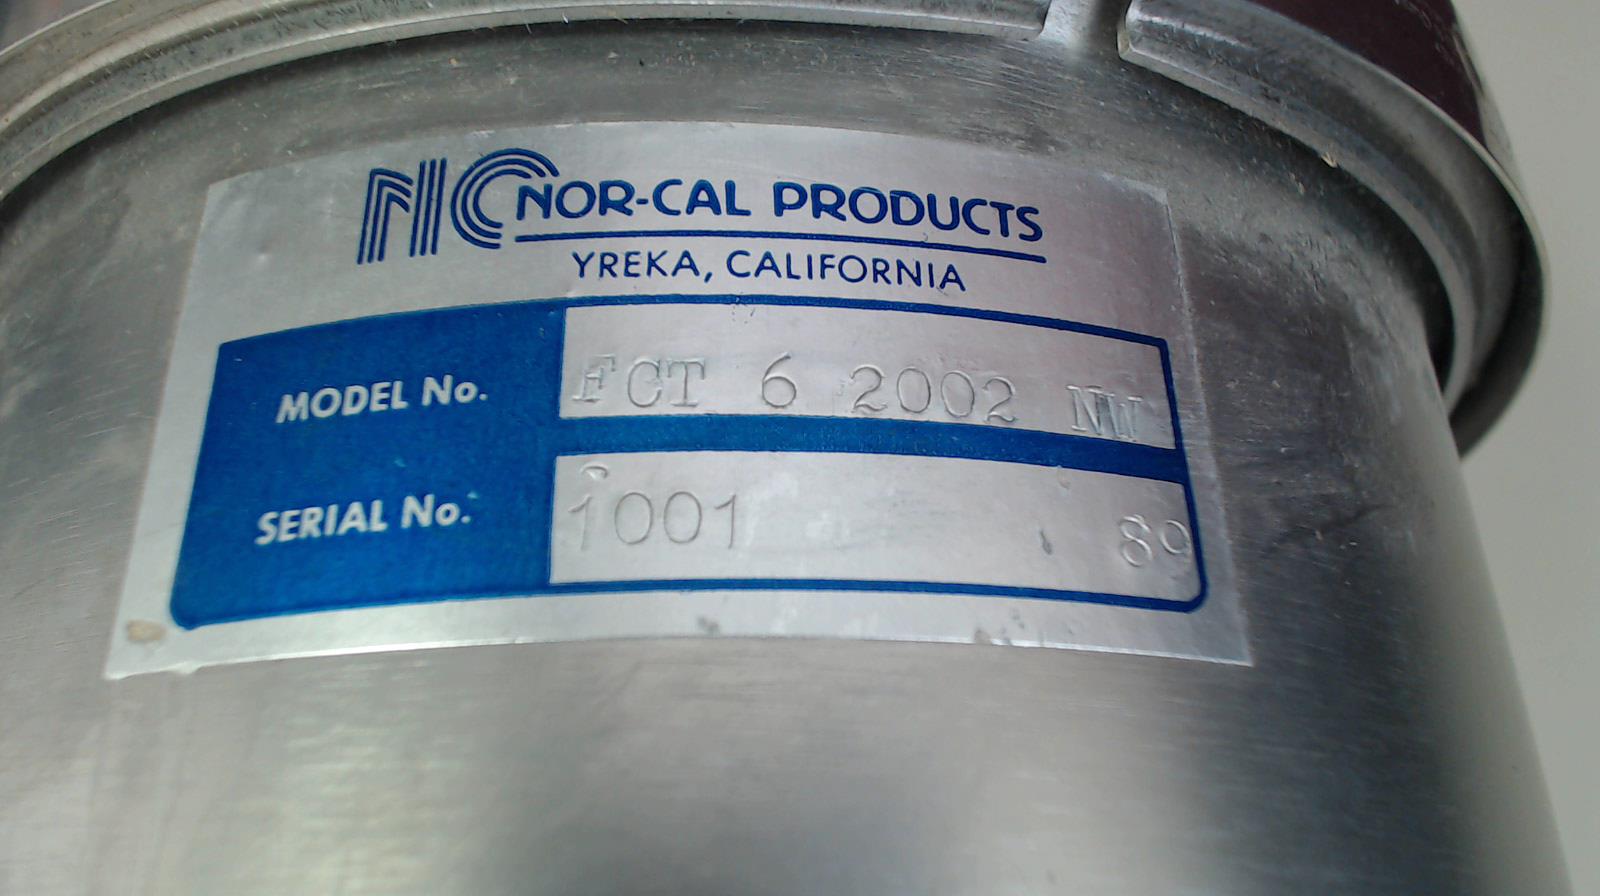 NC NOR-CAL PRODUCTS
YREKA, CALIFORNIA
MODEL No. FCT 6 2002 NW
SERIAL No. 1001 89